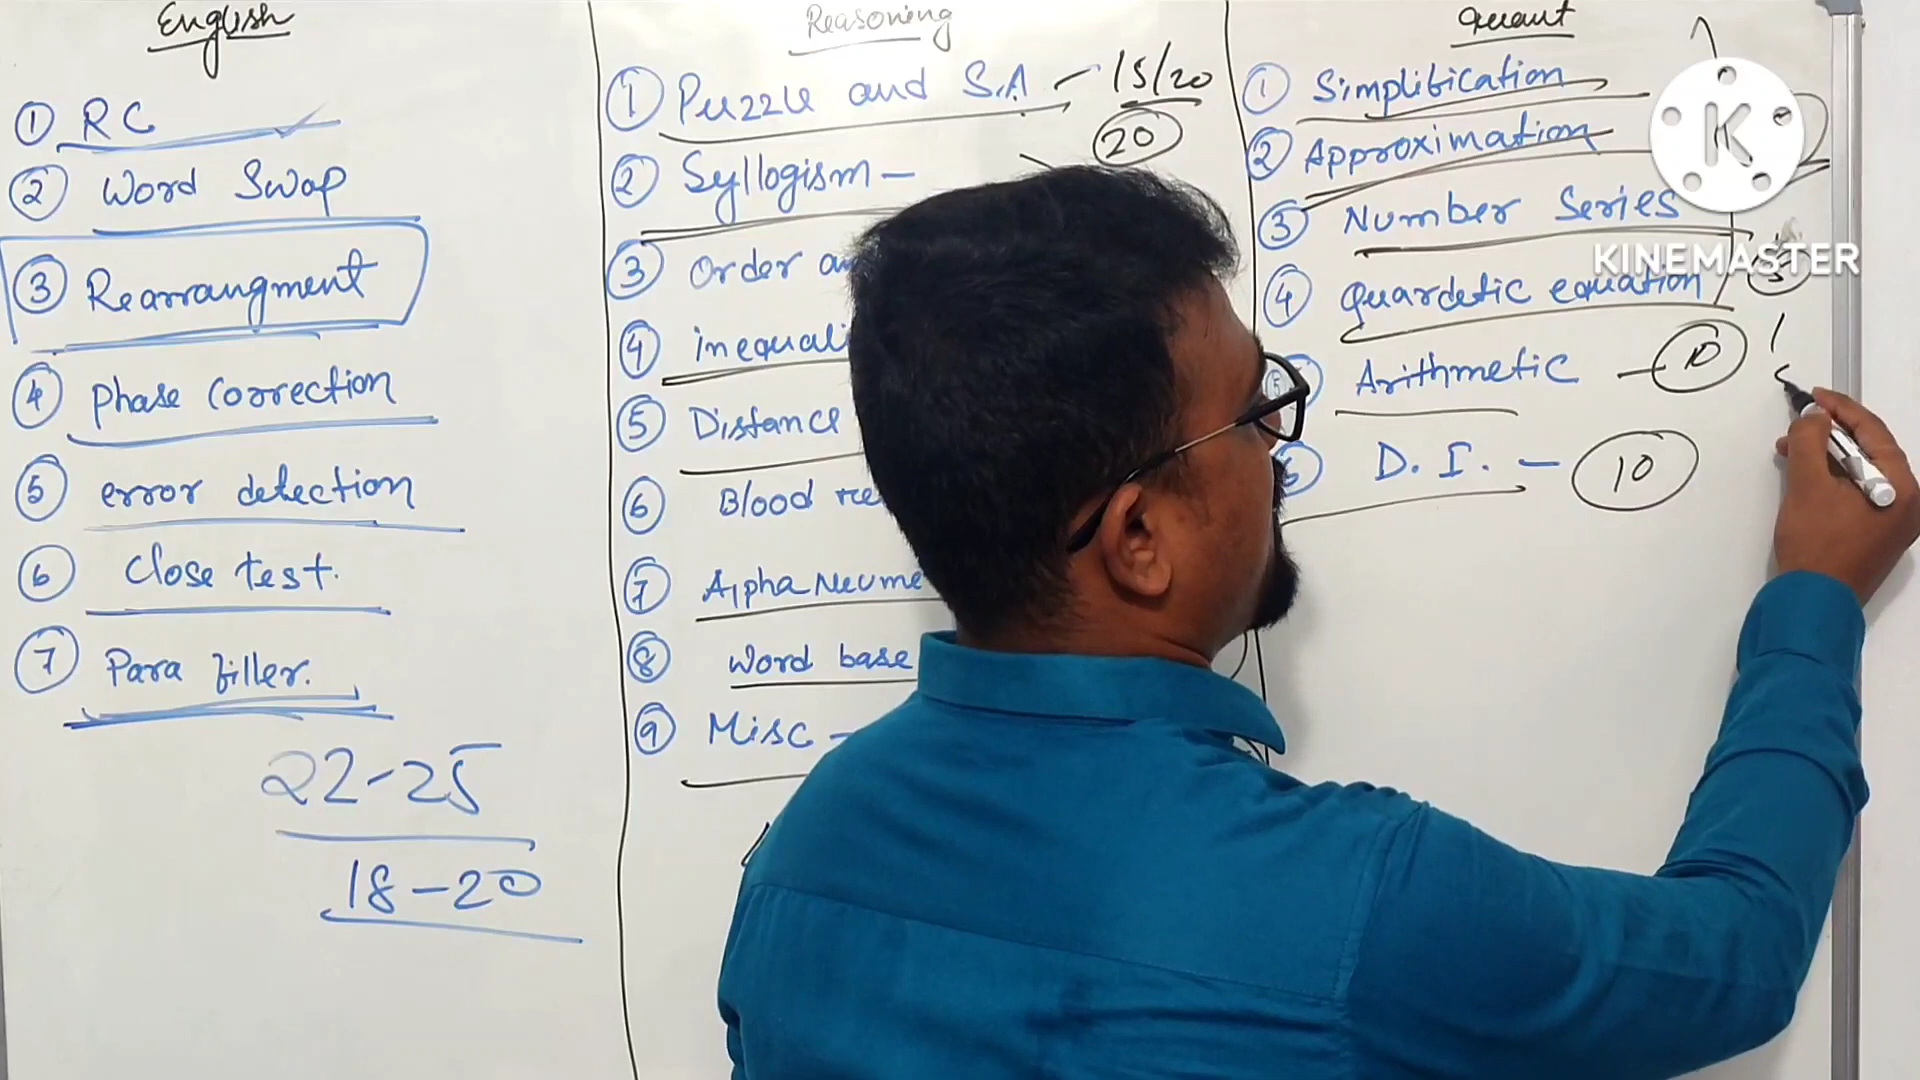 English
① RC
② Word Swap
③ Rearrangment
④ phase correction
⑤ error detection
⑥ Close test.
⑦ Para filler.
22-25
18-20
Reasoning
① Puzzle and S.A - 15/20
20
② Syllogism -
③ Order
④ inequali
⑤ Distance
⑥ Blood
⑦ Alpha Neume
⑧ Word base
⑨ Misc -
Quant
① Simplification
② Approximation
③ Number Series
④ Quardetic equation
⑤ Arithmetic - 10
⑥ D.I. - 10
K
KINEMASTER